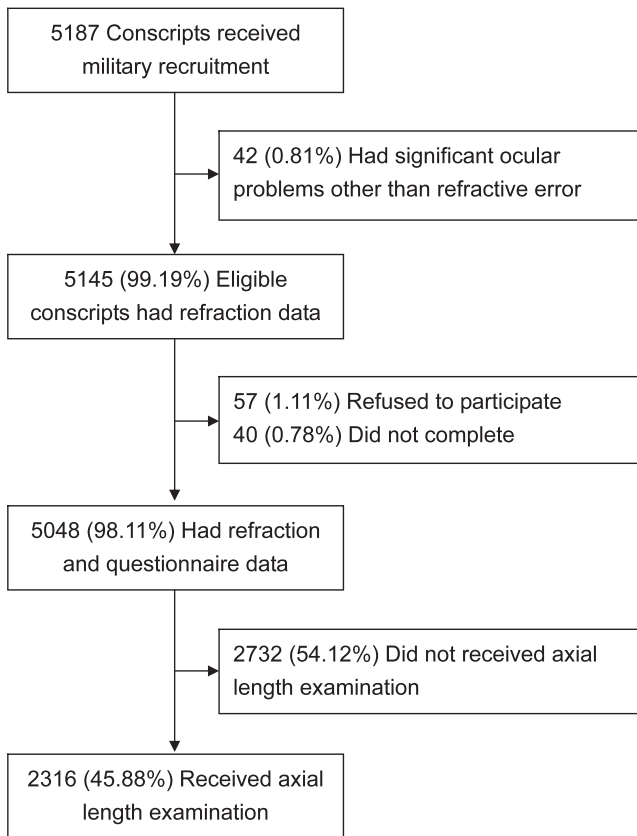 5187 Conscripts received
military recruitment
42 (0.81%) Had significant ocular
problems other than refractive error
5145 (99.19%) Eligible
conscripts had refraction data
57 (1.11%) Refused to participate
40 (0.78%) Did not complete
5048 (98.11%) Had refraction
and questionnaire data
2732 (54.12%) Did not received axial
length examination
2316 (45.88%) Received axial
length examination